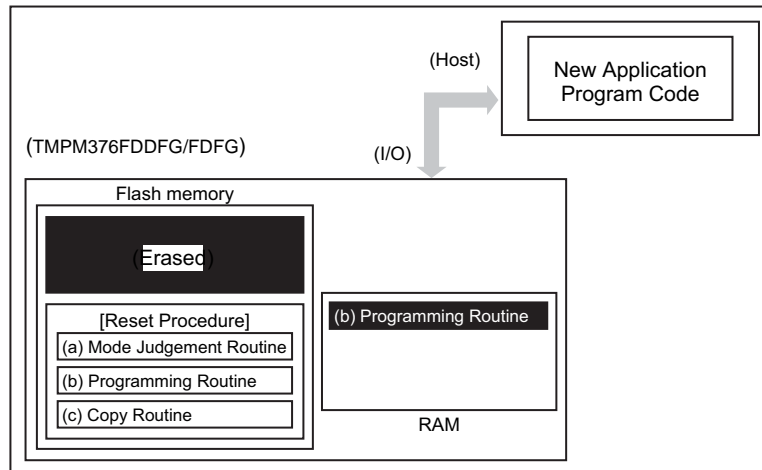 (Host)
New Application
Program Code
(TMPM376FDDFG/FDFG)
(I/O)
Flash memory
(Erased)
[Reset Procedure]
(a) Mode Judgement Routine
(b) Programming Routine
(c) Copy Routine
(b) Programming Routine
RAM